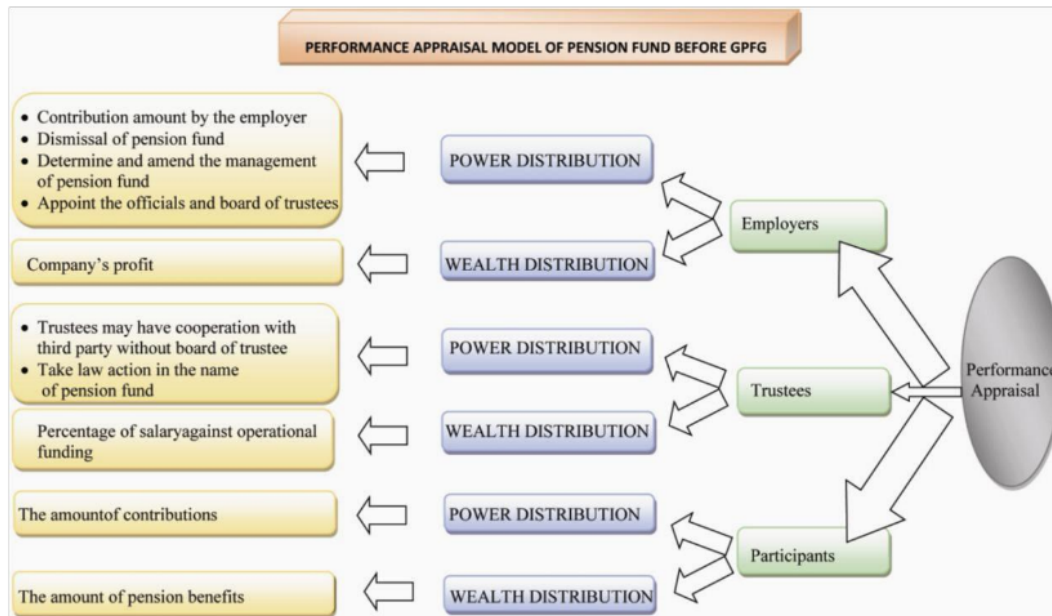 PERFORMANCE APPRAISAL MODEL OF PENSION FUND BEFORE GPFG
• Contribution amount by the employer
• Dismissal of pension fund
• Determine and amend the management
of pension fund
• Appoint the officials and board of trustees
POWER DISTRIBUTION
Employers
Company's profit
WEALTH DISTRIBUTION
• Trustees may have cooperation with
third party without board of trustee
• Take law action in the name
of pension fund
POWER DISTRIBUTION
Trustees
Performance
Appraisal
Percentage of salaryagainst operational
funding
WEALTH DISTRIBUTION
The amountof contributions
POWER DISTRIBUTION
Participants
The amount of pension benefits
WEALTH DISTRIBUTION